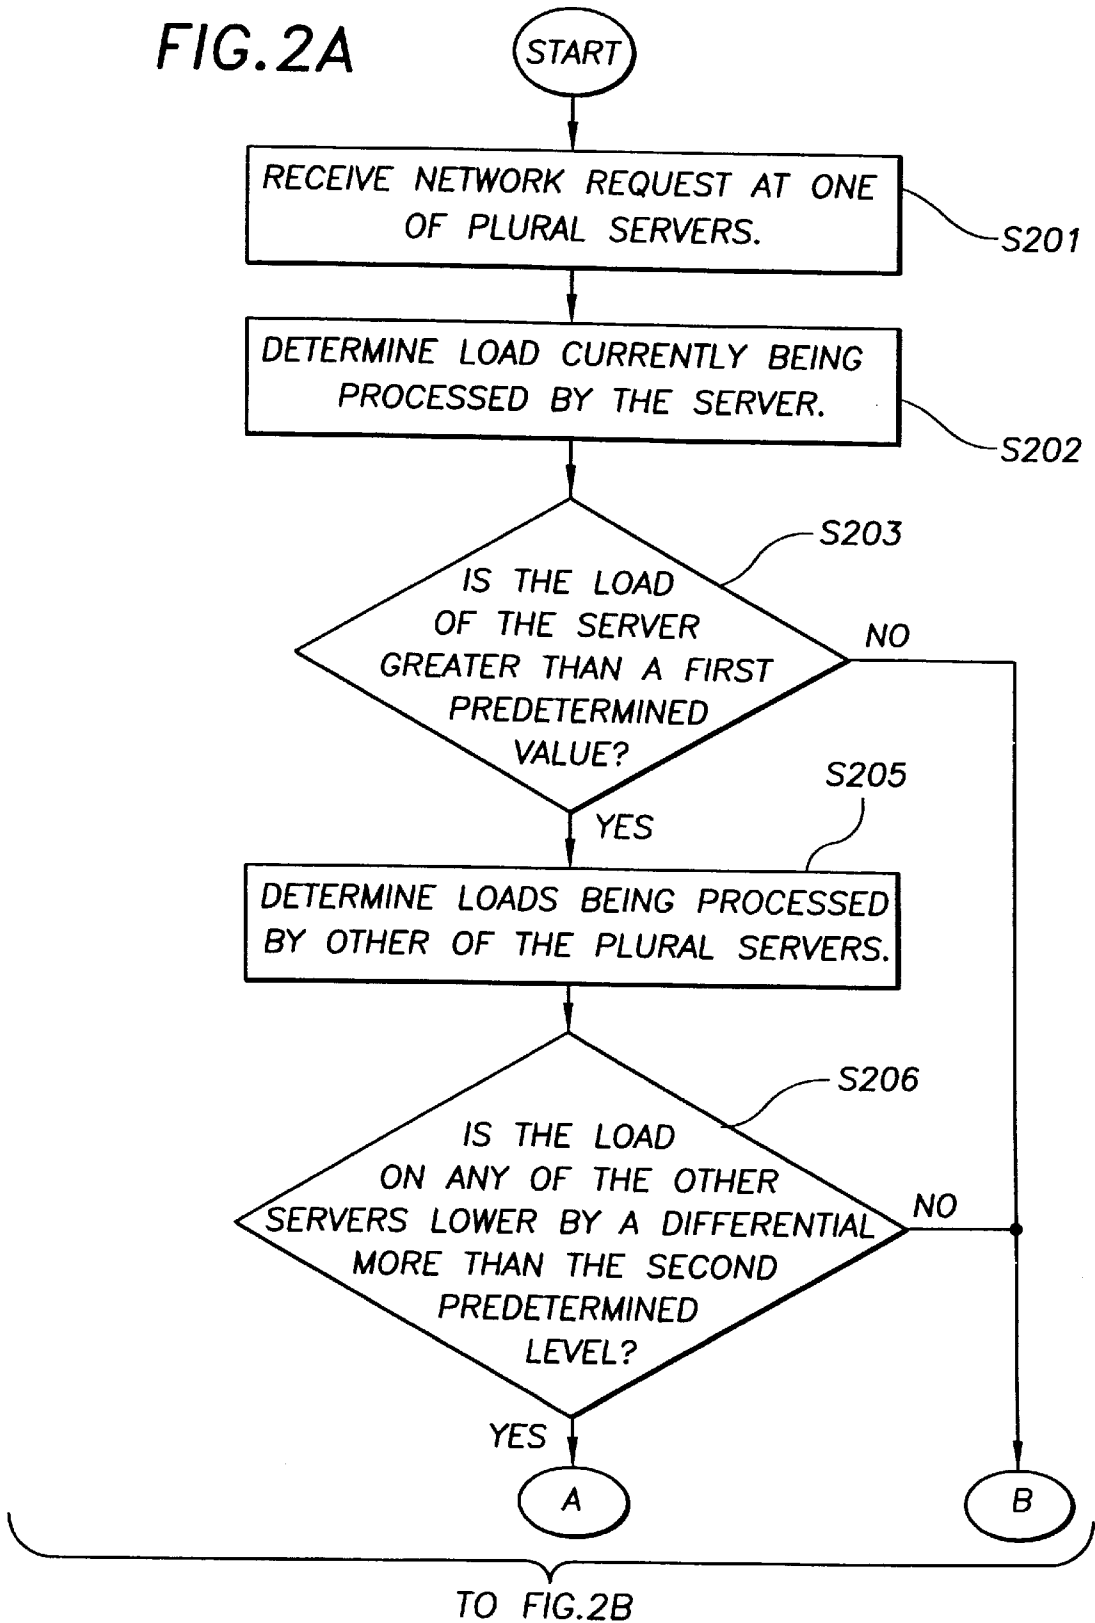 FIG.2A
START
RECEIVE NETWORK REQUEST AT ONE
OF PLURAL SERVERS.
S201
DETERMINE LOAD CURRENTLY BEING
PROCESSED BY THE SERVER.
S202
S203
IS THE LOAD
OF THE SERVER
GREATER THAN A FIRST
PREDETERMINED
VALUE?
NO
YES
S205
DETERMINE LOADS BEING PROCESSED
BY OTHER OF THE PLURAL SERVERS.
S206
IS THE LOAD
ON ANY OF THE OTHER
SERVERS LOWER BY A DIFFERENTIAL
MORE THAN THE SECOND
PREDETERMINED
LEVEL?
NO
YES
A
B
TO FIG.2B